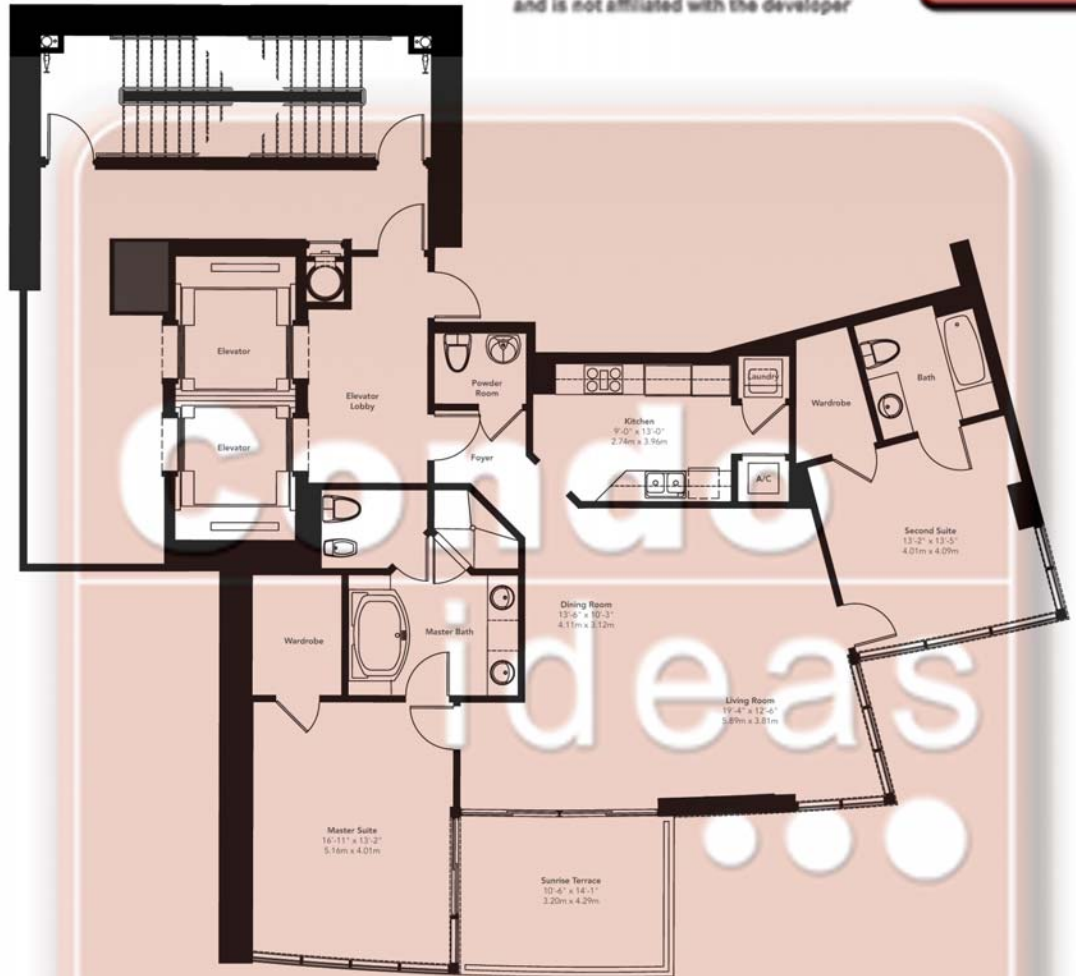 and is not affiliated with the developer
Elevator
Elevator
Elevator
Lobby
Powder
Room
Foyer
Kitchen
9'-0" x 13'-0"
2.74m x 3.96m
Laundry
A/C
Wardrobe
Bath
Second Suite
13'-2" x 13'-5"
4.01m x 4.09m
Condo
ideas
Dining Room
13'-6" x 10'-3"
4.11m x 3.12m
Wardrobe
Master Bath
Living Room
19'-4" x 12'-6"
5.89m x 3.81m
Master Suite
16'-11" x 13'-2"
5.16m x 4.01m
Sunrise Terrace
10'-6" x 14'-1"
3.20m x 4.29m